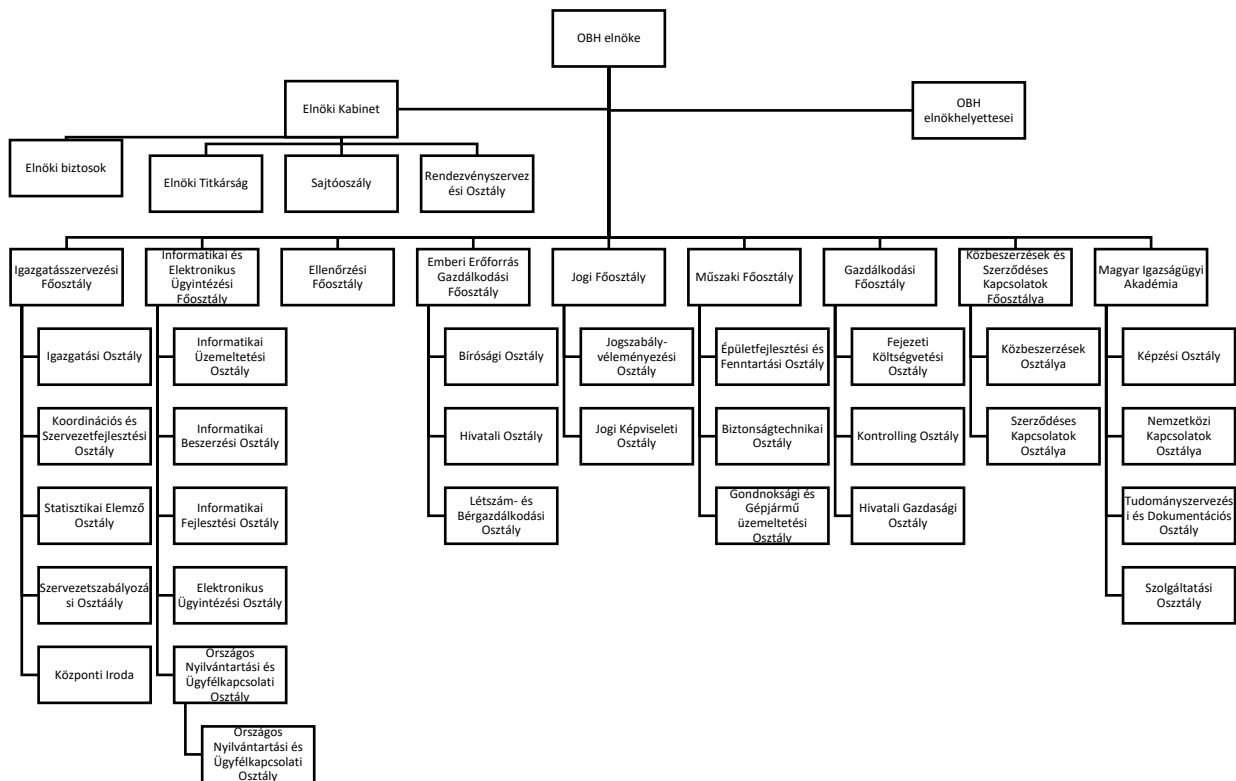 OBH elnöke
Elnöki Kabinet
OBH
elnökhelyettesei
Elnöki biztosok
Elnöki Titkárság
Sajtóoszály
Rendezvényszervez
ési Osztály
Igazgatásszervezési
Főosztály
Informatikai és
Elektronikus
Ügyintézési
Főosztály
Ellenőrzési
Főosztály
Emberi Erőforrás
Gazdálkodási
Főosztály
Jogi Főosztály
Műszaki Főosztály
Gazdálkodási
Főosztály
Közbeszerzések és
Szerződéses
Kapcsolatok
Főosztálya
Magyar Igazságügyi
Akadémia
Igazgatási Osztály
Koordinációs és
Szervezetfejlesztési
Osztály
Statisztikai Elemző
Osztály
Szervezetszabályozá
si Osztáály
Központi Iroda
Informatikai
Üzemeltetési
Osztály
Informatikai
Beszerzési Osztály
Informatikai
Fejlesztési Osztály
Elektronikus
Ügyintézési Osztály
Országos
Nyilvántartási és
Ügyfélkapcsolati
Osztály
Országos
Nyilvántartási és
Ügyfélkapcsolati
Osztály
Bírósági Osztály
Hivatali Osztály
Létszám- és
Bérgazdálkodási
Osztály
Jogszabály-
véleményezési
Osztály
Jogi Képviseleti
Osztály
Épületfejlesztési és
Fenntartási Osztály
Biztonságtechnikai
Osztály
Gondnoksági és
Gépjármű
üzemeltetési
Osztály
Fejezeti
Költségvetési
Osztály
Kontrolling Osztály
Hivatali Gazdasági
Osztály
Közbeszerzések
Osztálya
Szerződéses
Kapcsolatok
Osztálya
Képzési Osztály
Nemzetközi
Kapcsolatok
Osztálya
Tudományszervezés
i és Dokumentációs
Osztály
Szolgáltatási
Oszztály